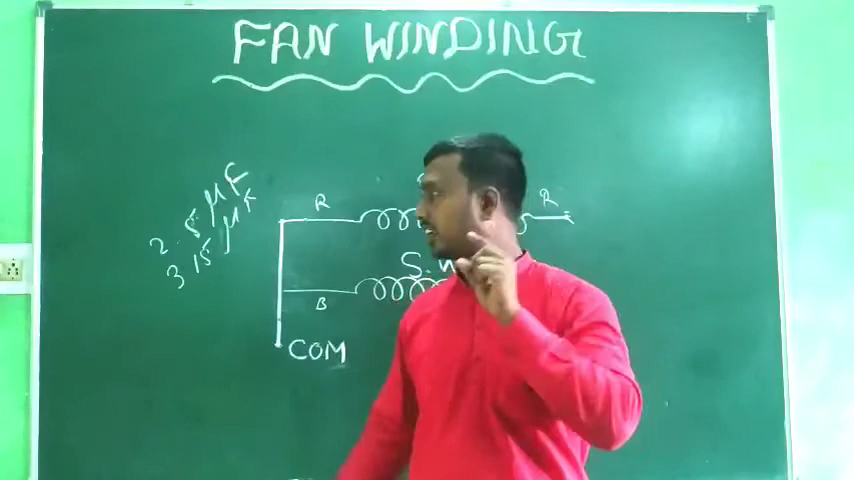 FAN WINDING
2.5 μF
3.15 μF
R
R
S.W
B
COM